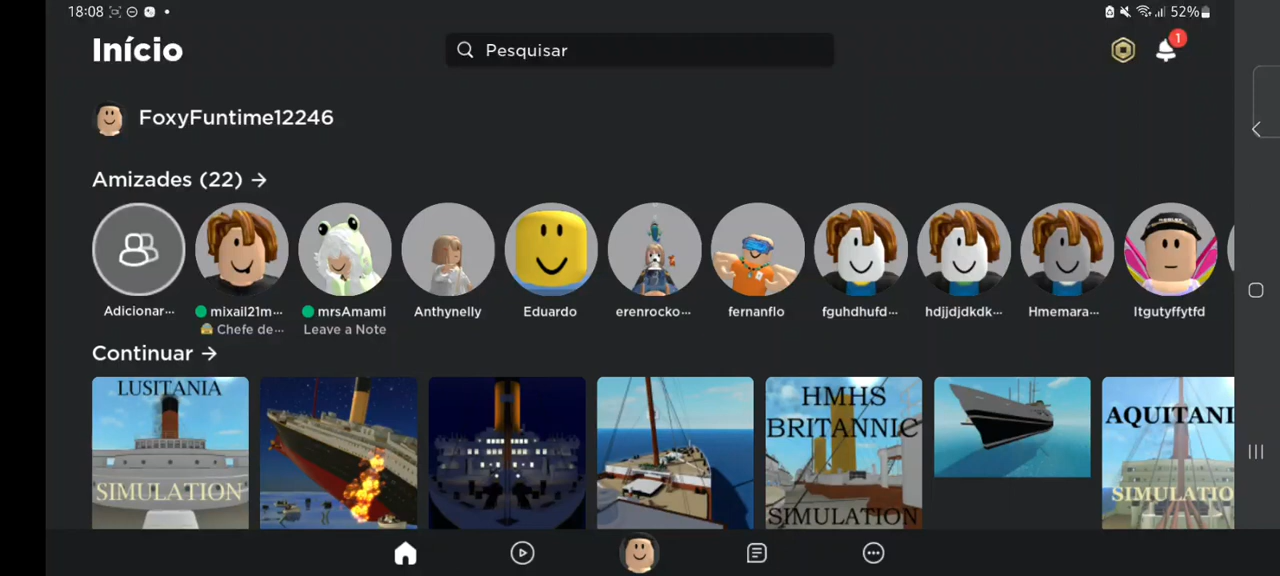 18:08
52%
Início
Pesquisar
1
FoxyFuntime12246
Amizades (22)
Adicionar...
mixail21m...
mrsAmami
Anthynelly
Eduardo
erenrocko...
fernanflo
fguhdhufd...
hdjjdjdkdk...
Hmemara...
Itgutyffytfd
Chefe de...
Leave a Note
Continuar
LUSITANIA
SIMULATION
HMHS
BRITANNIC
SIMULATION
AQUITANI
SIMULATIO